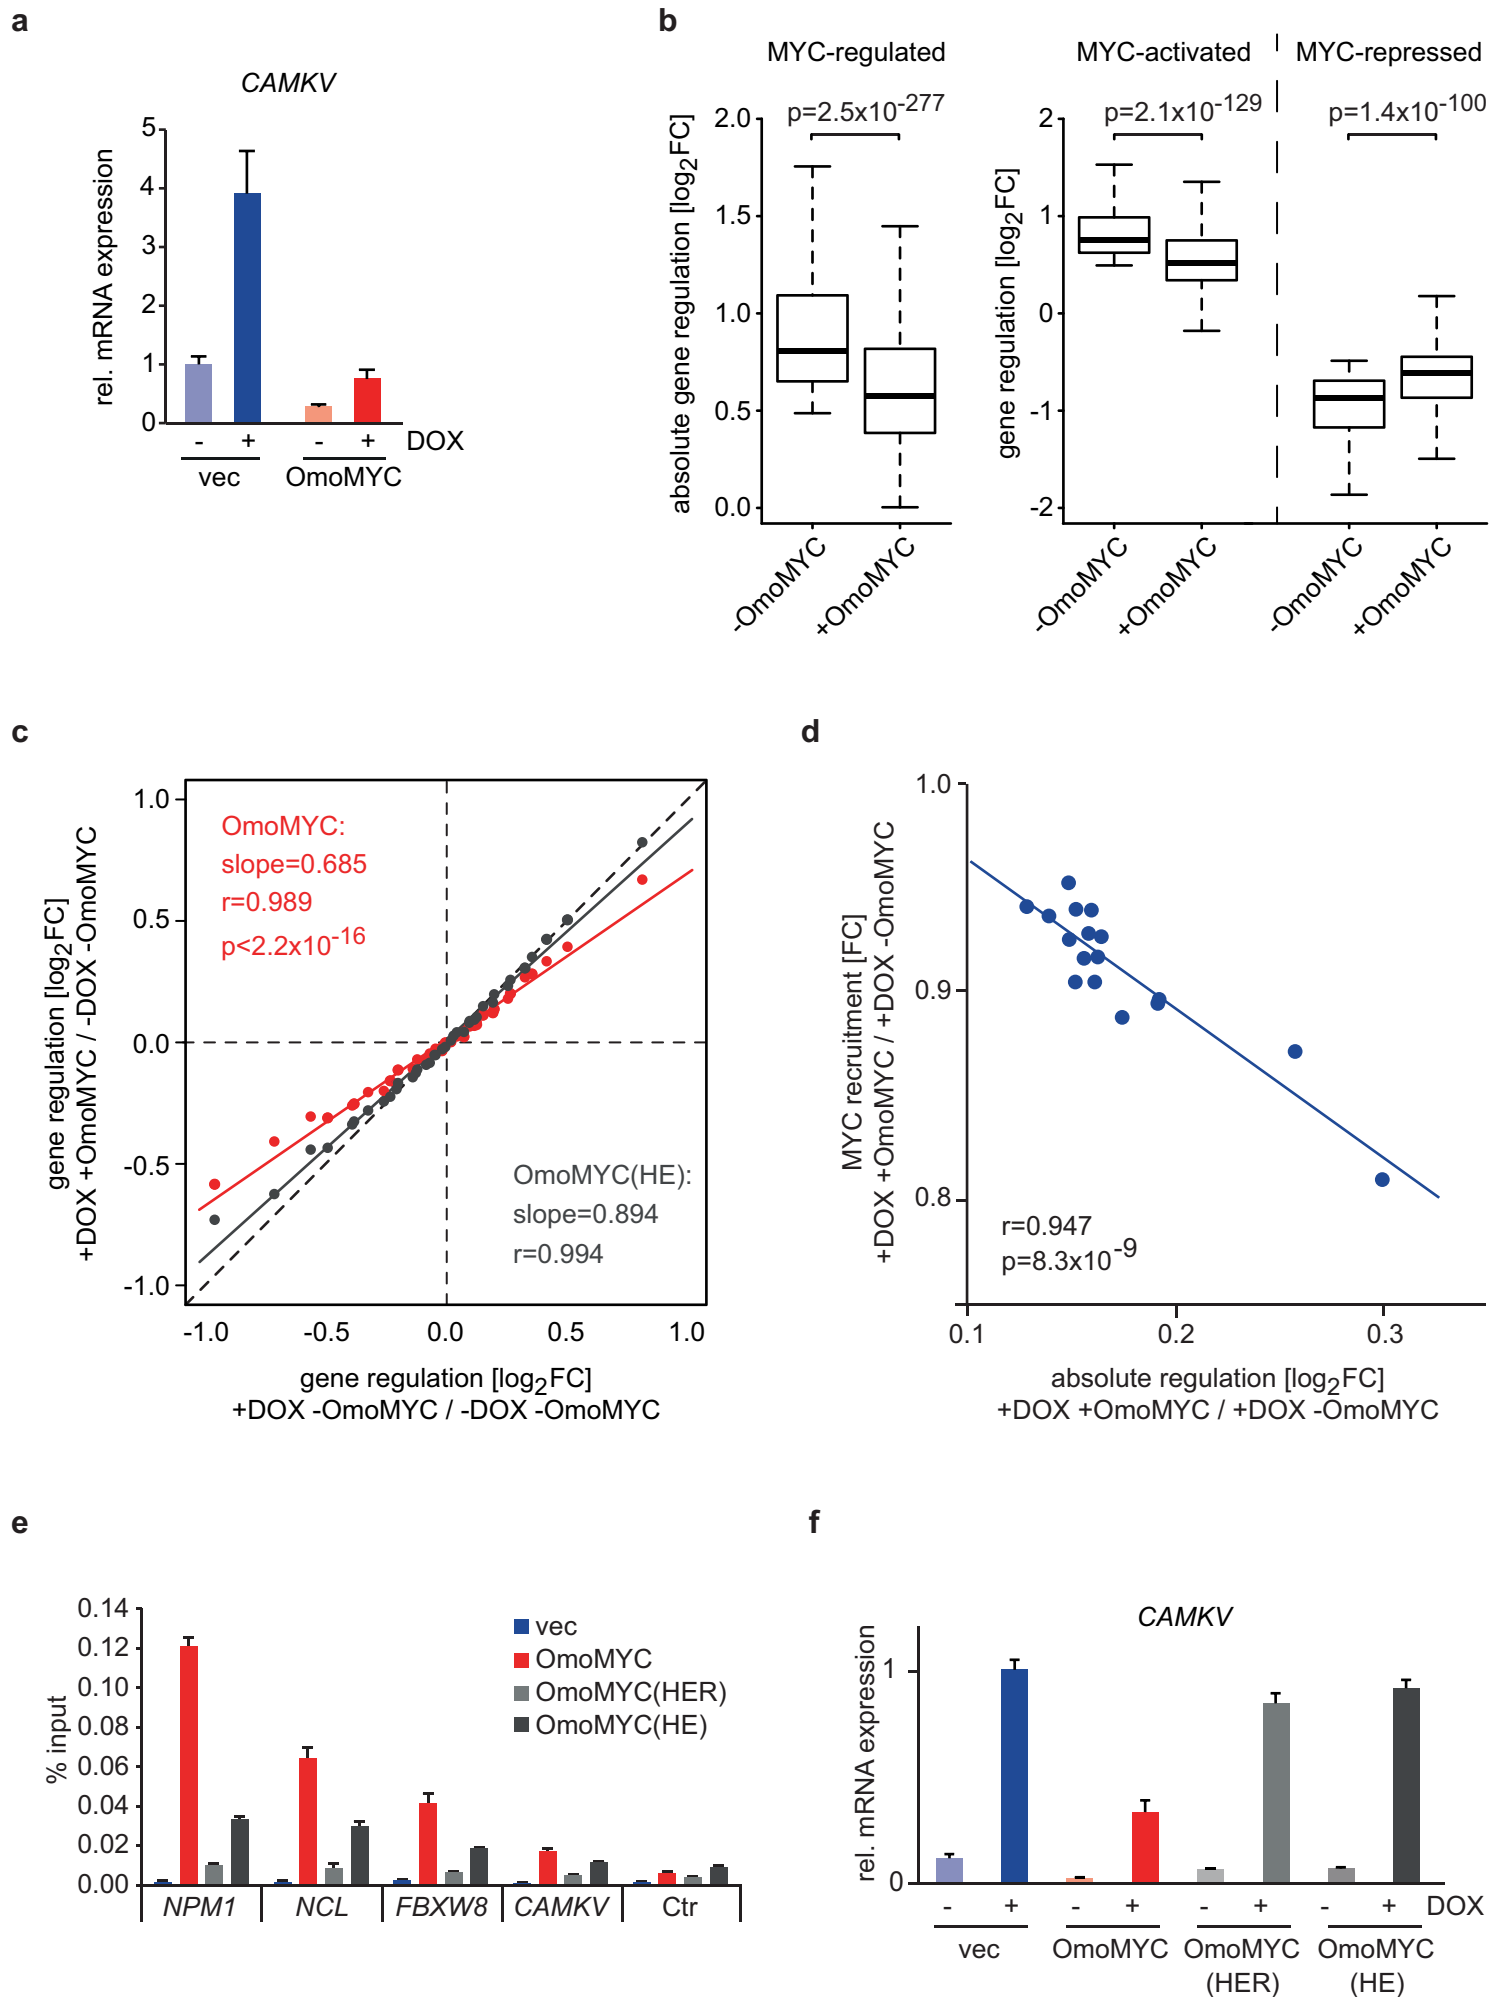 a
CAMKV
rel. mRNA expression
5
4
3
2
1
0
- + - + DOX
vec OmoMYC
b
MYC-regulated MYC-activated MYC-repressed
p=2.5x10-277 p=2.1x10-129 p=1.4x10-100
absolute gene regulation [log2FC]
2.0
1.5
1.0
0.5
0.0
-OmoMYC +OmoMYC
gene regulation [log2FC]
2
1
0
-1
-2
-OmoMYC +OmoMYC -OmoMYC +OmoMYC
c
gene regulation [log2FC]
+DOX +OmoMYC / -DOX -OmoMYC
1.0
0.5
0.0
-0.5
-1.0
OmoMYC:
slope=0.685
r=0.989
p<2.2x10-16
OmoMYC(HE):
slope=0.894
r=0.994
-1.0 -0.5 0.0 0.5 1.0
gene regulation [log2FC]
+DOX -OmoMYC / -DOX -OmoMYC
d
MYC recruitment [FC]
+DOX +OmoMYC / +DOX -OmoMYC
1.0
0.9
0.8
r=0.947
p=8.3x10-9
0.1 0.2 0.3
absolute regulation [log2FC]
+DOX +OmoMYC / +DOX -OmoMYC
e
% input
0.14
0.12
0.10
0.08
0.06
0.04
0.02
0.00
vec
OmoMYC
OmoMYC(HER)
OmoMYC(HE)
NPM1 NCL FBXW8 CAMKV Ctr
f
CAMKV
rel. mRNA expression
1
0
- + - + - + - + DOX
vec OmoMYC OmoMYC OmoMYC
(HER) (HE)